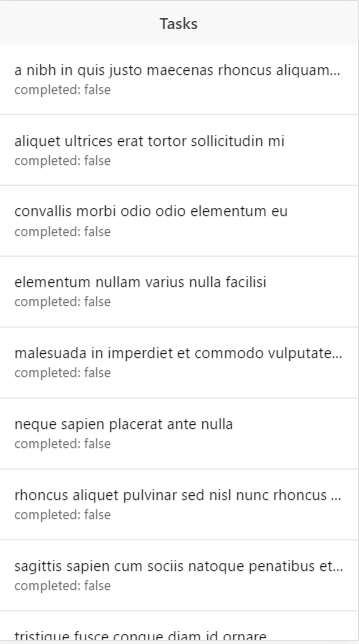 Tasks
a nibh in quis justo maecenas rhoncus aliquam...
completed: false
aliquet ultrices erat tortor sollicitudin mi
completed: false
convallis morbi odio odio elementum eu
completed: false
elementum nullam varius nulla facilisi
completed: false
malesuada in imperdiet et commodo vulputate...
completed: false
neque sapien placerat ante nulla
completed: false
rhoncus aliquet pulvinar sed nisl nunc rhoncus ...
completed: false
sagittis sapien cum sociis natoque penatibus et...
completed: false
tristique fusce congue diam id ornare